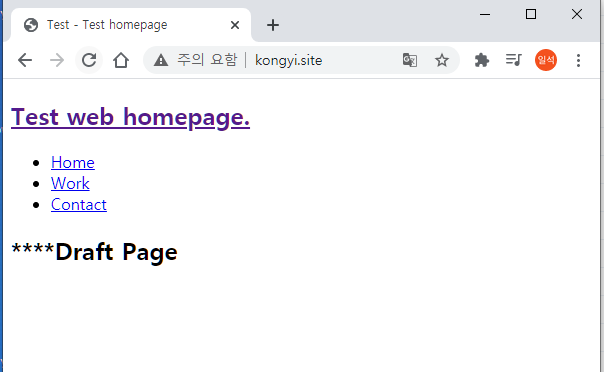 Test - Test homepage
주의 요함 kongyi.site 일석
Test web homepage.
Home
Work
Contact
****Draft Page